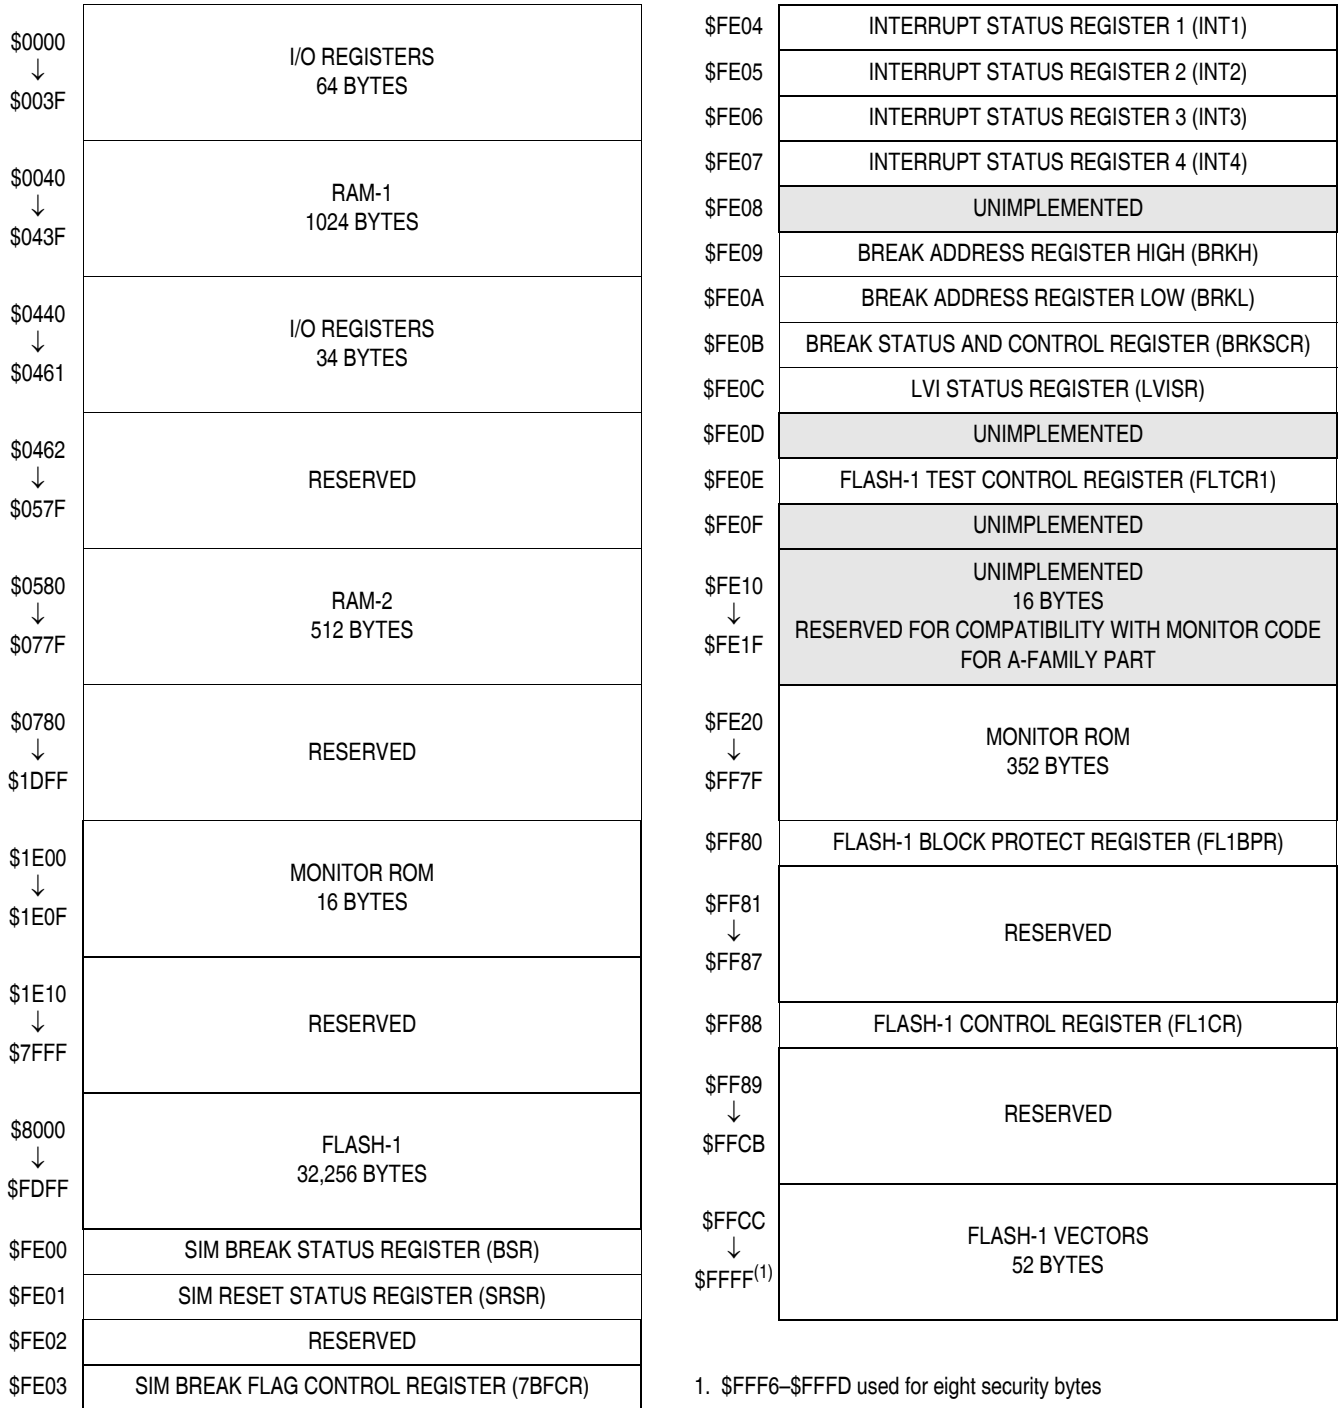 $0000
↓
$003F
I/O REGISTERS
64 BYTES
$0040
↓
$043F
RAM-1
1024 BYTES
$0440
↓
$0461
I/O REGISTERS
34 BYTES
$0462
↓
$057F
RESERVED
$0580
↓
$077F
RAM-2
512 BYTES
$0780
↓
$1DFF
RESERVED
$1E00
↓
$1E0F
MONITOR ROM
16 BYTES
$1E10
↓
$7FFF
RESERVED
$8000
↓
$FDFF
FLASH-1
32,256 BYTES
$FE00 SIM BREAK STATUS REGISTER (BSR)
$FE01 SIM RESET STATUS REGISTER (SRSR)
$FE02 RESERVED
$FE03 SIM BREAK FLAG CONTROL REGISTER (7BFCR)
$FE04 INTERRUPT STATUS REGISTER 1 (INT1)
$FE05 INTERRUPT STATUS REGISTER 2 (INT2)
$FE06 INTERRUPT STATUS REGISTER 3 (INT3)
$FE07 INTERRUPT STATUS REGISTER 4 (INT4)
$FE08 UNIMPLEMENTED
$FE09 BREAK ADDRESS REGISTER HIGH (BRKH)
$FE0A BREAK ADDRESS REGISTER LOW (BRKL)
$FE0B BREAK STATUS AND CONTROL REGISTER (BRKSCR)
$FE0C LVI STATUS REGISTER (LVISR)
$FE0D UNIMPLEMENTED
$FE0E FLASH-1 TEST CONTROL REGISTER (FLTCR1)
$FE0F UNIMPLEMENTED
$FE10
↓
$FE1F
UNIMPLEMENTED
16 BYTES
RESERVED FOR COMPATIBILITY WITH MONITOR CODE
FOR A-FAMILY PART
$FE20
↓
$FF7F
MONITOR ROM
352 BYTES
$FF80 FLASH-1 BLOCK PROTECT REGISTER (FL1BPR)
$FF81
↓
$FF87
RESERVED
$FF88 FLASH-1 CONTROL REGISTER (FL1CR)
$FF89
↓
$FFCB
RESERVED
$FFCC
↓
$FFFF(1)
FLASH-1 VECTORS
52 BYTES
1. $FFF6–$FFFD used for eight security bytes